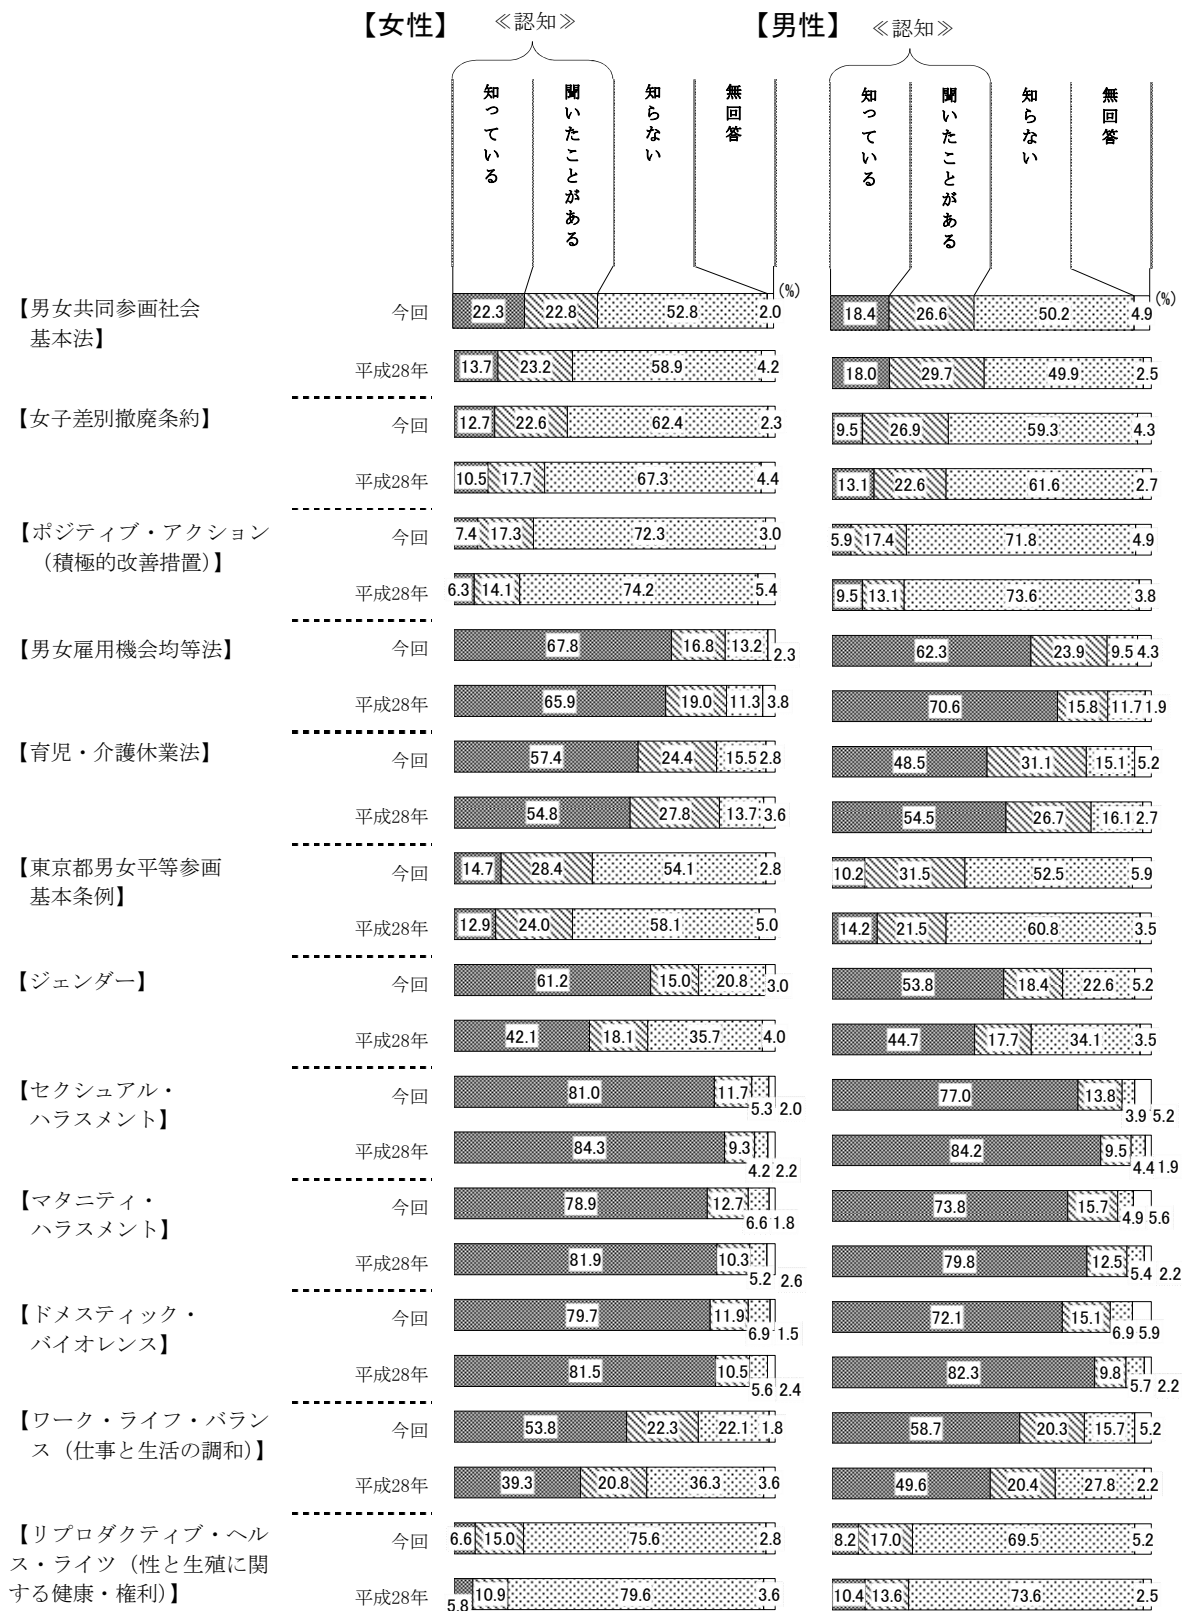 【女性】 ≪認知≫ 【男性】 ≪認知≫
知っている 聞いたことがある 知らない 無回答 知っている 聞いたことがある 知らない 無回答
(%) (%)
【男女共同参画社会
基本法】
今回 22.3 22.8 52.8 2.0 18.4 26.6 50.2 4.9
平成28年 13.7 23.2 58.9 4.2 18.0 29.7 49.9 2.5
【女子差別撤廃条約】
今回 12.7 22.6 62.4 2.3 9.5 26.9 59.3 4.3
平成28年 10.5 17.7 67.3 4.4 13.1 22.6 61.6 2.7
【ポジティブ・アクション
（積極的改善措置）】
今回 7.4 17.3 72.3 3.0 5.9 17.4 71.8 4.9
平成28年 6.3 14.1 74.2 5.4 9.5 13.1 73.6 3.8
【男女雇用機会均等法】
今回 67.8 16.8 13.2 2.3 62.3 23.9 9.5 4.3
平成28年 65.9 19.0 11.3 3.8 70.6 15.8 11.7 1.9
【育児・介護休業法】
今回 57.4 24.4 15.5 2.8 48.5 31.1 15.1 5.2
平成28年 54.8 27.8 13.7 3.6 54.5 26.7 16.1 2.7
【東京都男女平等参画
基本条例】
今回 14.7 28.4 54.1 2.8 10.2 31.5 52.5 5.9
平成28年 12.9 24.0 58.1 5.0 14.2 21.5 60.8 3.5
【ジェンダー】
今回 61.2 15.0 20.8 3.0 53.8 18.4 22.6 5.2
平成28年 42.1 18.1 35.7 4.0 44.7 17.7 34.1 3.5
【セクシュアル・
ハラスメント】
今回 81.0 11.7 5.3 2.0 77.0 13.8 3.9 5.2
平成28年 84.3 9.3 4.2 2.2 84.2 9.5 4.4 1.9
【マタニティ・
ハラスメント】
今回 78.9 12.7 6.6 1.8 73.8 15.7 4.9 5.6
平成28年 81.9 10.3 5.2 2.6 79.8 12.5 5.4 2.2
【ドメスティック・
バイオレンス】
今回 79.7 11.9 6.9 1.5 72.1 15.1 6.9 5.9
平成28年 81.5 10.5 5.6 2.4 82.3 9.8 5.7 2.2
【ワーク・ライフ・バラン
ス（仕事と生活の調和）】
今回 53.8 22.3 22.1 1.8 58.7 20.3 15.7 5.2
平成28年 39.3 20.8 36.3 3.6 49.6 20.4 27.8 2.2
【リプロダクティブ・ヘル
ス・ライツ（性と生殖に関
する健康・権利）】
今回 6.6 15.0 75.6 2.8 8.2 17.0 69.5 5.2
平成28年 5.8 10.9 79.6 3.6 10.4 13.6 73.6 2.5